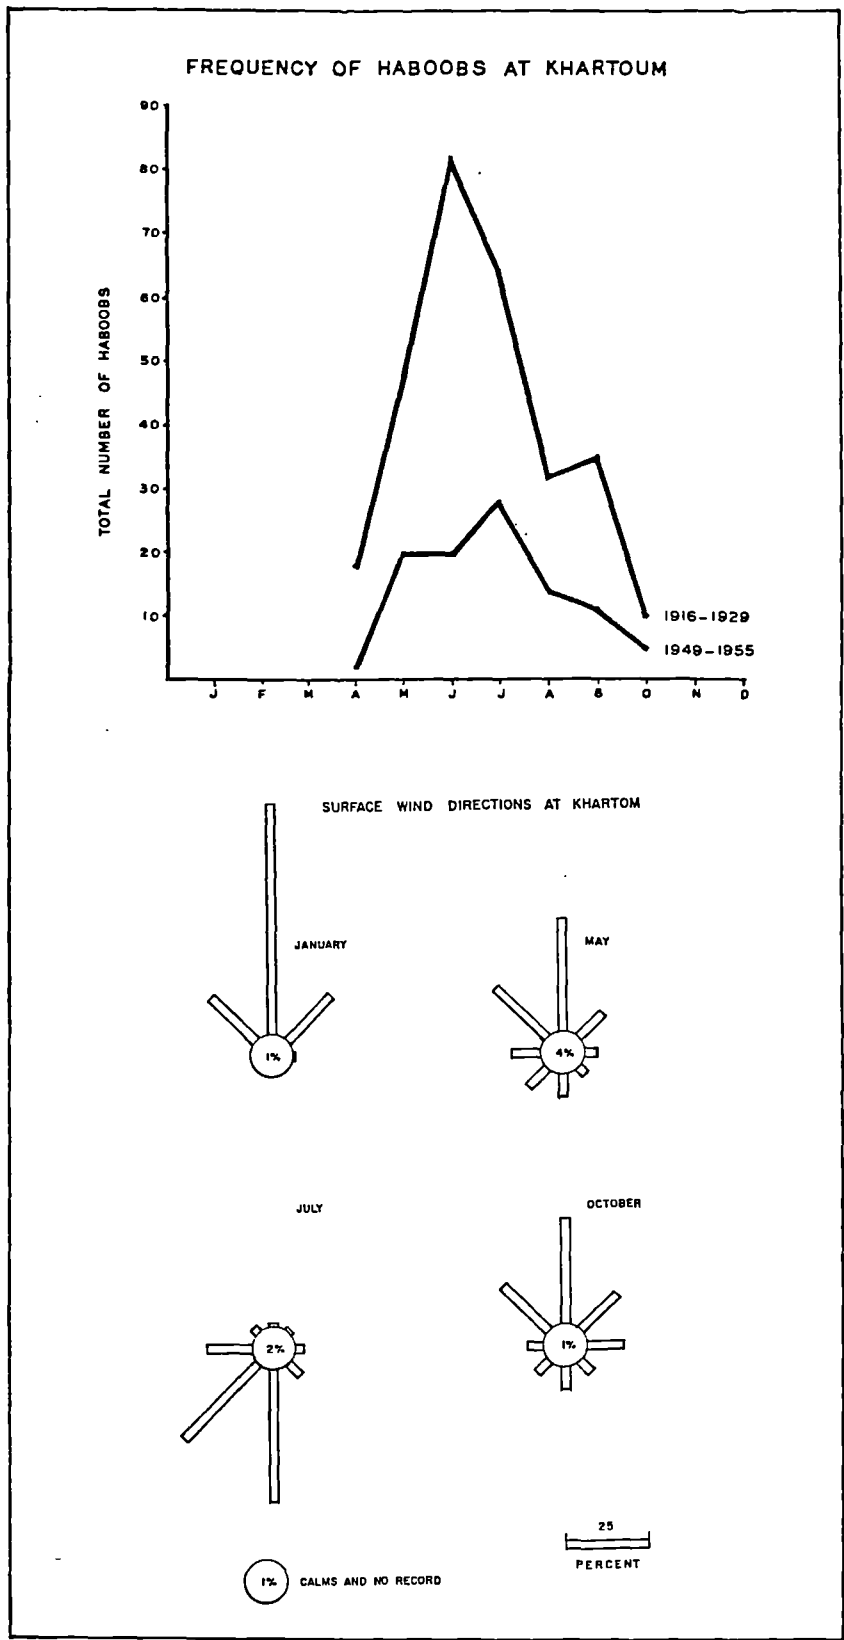 FREQUENCY OF HABOOBS AT KHARTOUM
90
80
70
60
50
40
30
20
10
TOTAL NUMBER OF HABOOBS
1916-1929
1949-1955
J F M A M J J A S O N D
SURFACE WIND DIRECTIONS AT KHARTOM
JANUARY
MAY
1%
4%
JULY
OCTOBER
2%
1%
25
PERCENT
1% CALMS AND NO RECORD